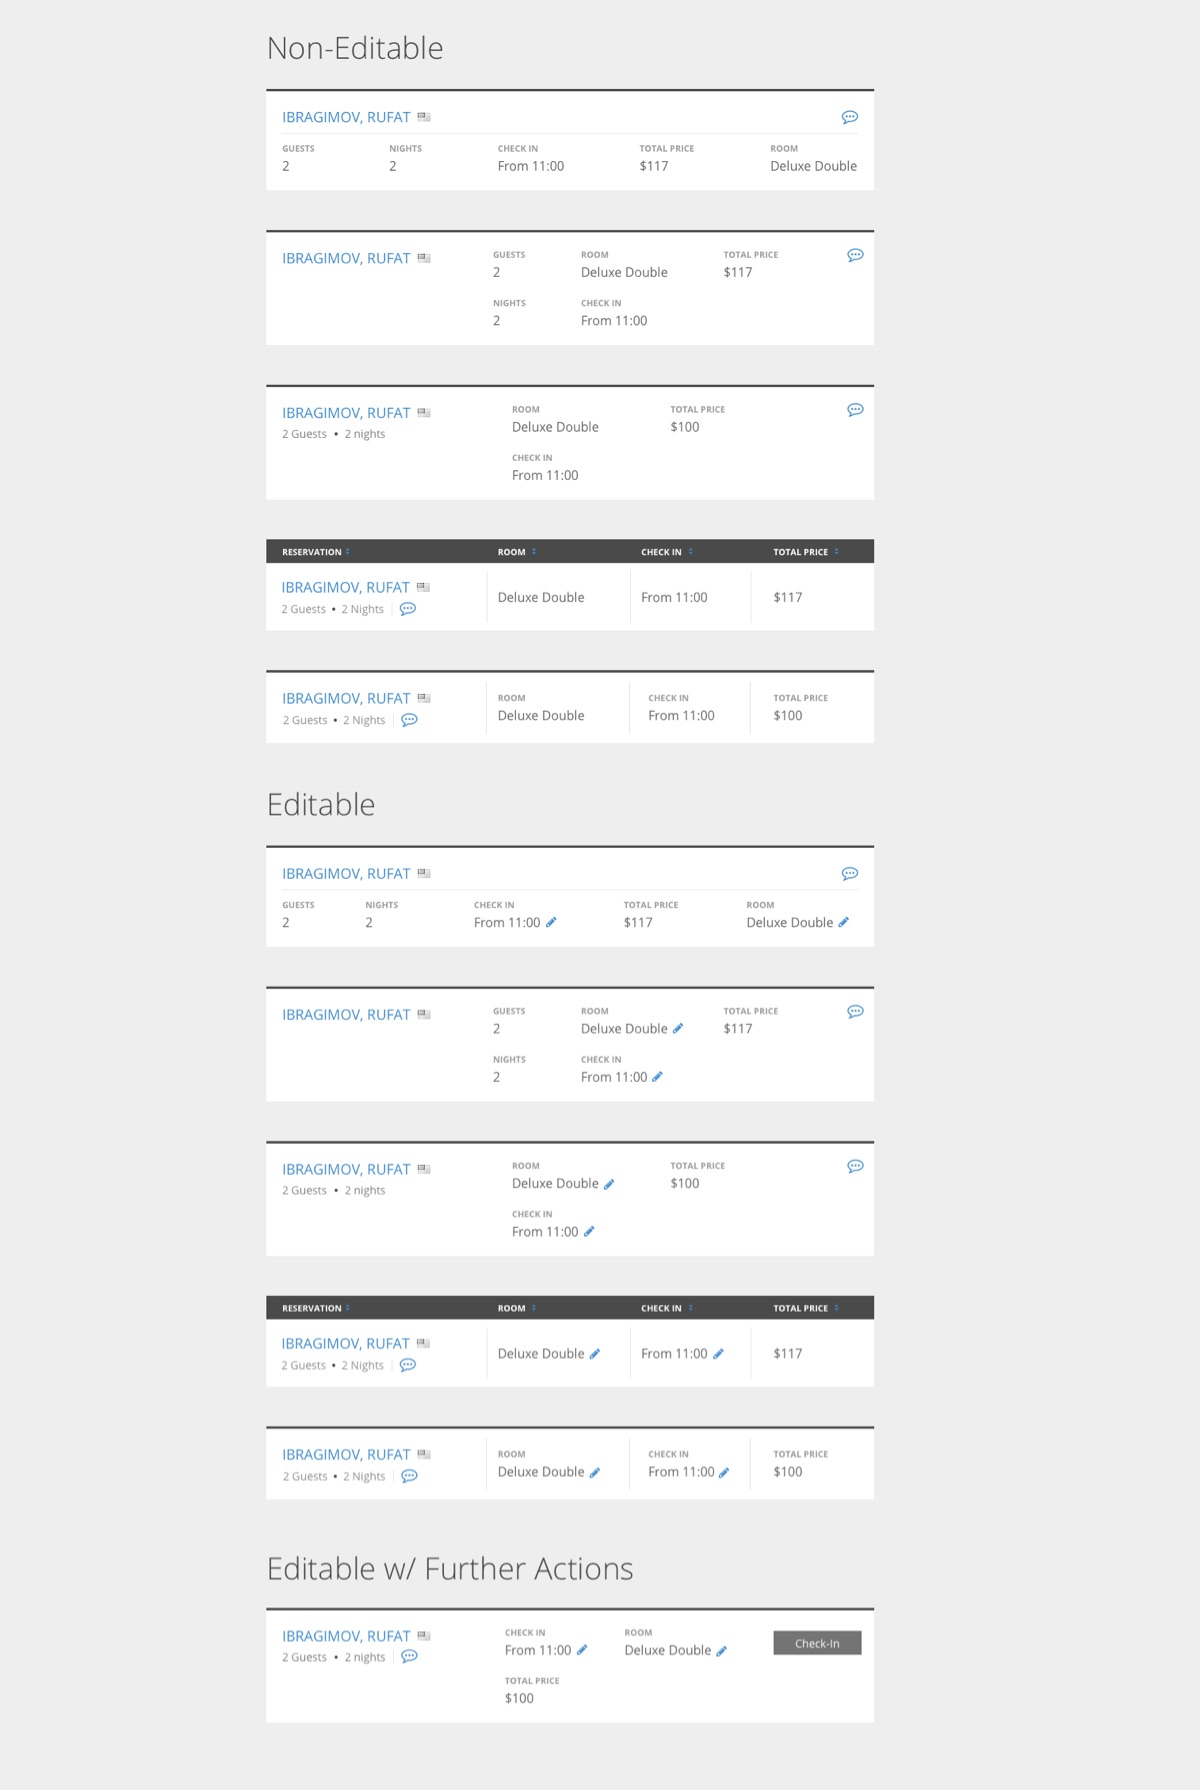 Non-Editable
IBRAGIMOV, RUFAT
GUESTS NIGHTS CHECK IN TOTAL PRICE ROOM
2 2 From 11:00 $117 Deluxe Double
IBRAGIMOV, RUFAT
GUESTS ROOM TOTAL PRICE
2 Deluxe Double $117
NIGHTS CHECK IN
2 From 11:00
IBRAGIMOV, RUFAT
2 Guests • 2 nights
ROOM TOTAL PRICE
Deluxe Double $100
CHECK IN
From 11:00
RESERVATION ROOM CHECK IN TOTAL PRICE
IBRAGIMOV, RUFAT
2 Guests • 2 Nights
Deluxe Double From 11:00 $117
IBRAGIMOV, RUFAT
2 Guests • 2 Nights
ROOM CHECK IN TOTAL PRICE
Deluxe Double From 11:00 $100
Editable
IBRAGIMOV, RUFAT
GUESTS NIGHTS CHECK IN TOTAL PRICE ROOM
2 2 From 11:00 $117 Deluxe Double
IBRAGIMOV, RUFAT
GUESTS ROOM TOTAL PRICE
2 Deluxe Double $117
NIGHTS CHECK IN
2 From 11:00
IBRAGIMOV, RUFAT
2 Guests • 2 nights
ROOM TOTAL PRICE
Deluxe Double $100
CHECK IN
From 11:00
RESERVATION ROOM CHECK IN TOTAL PRICE
IBRAGIMOV, RUFAT
2 Guests • 2 Nights
Deluxe Double From 11:00 $117
IBRAGIMOV, RUFAT
2 Guests • 2 Nights
ROOM CHECK IN TOTAL PRICE
Deluxe Double From 11:00 $100
Editable w/ Further Actions
IBRAGIMOV, RUFAT
2 Guests • 2 nights
CHECK IN ROOM
From 11:00 Deluxe Double
Check-In
TOTAL PRICE
$100